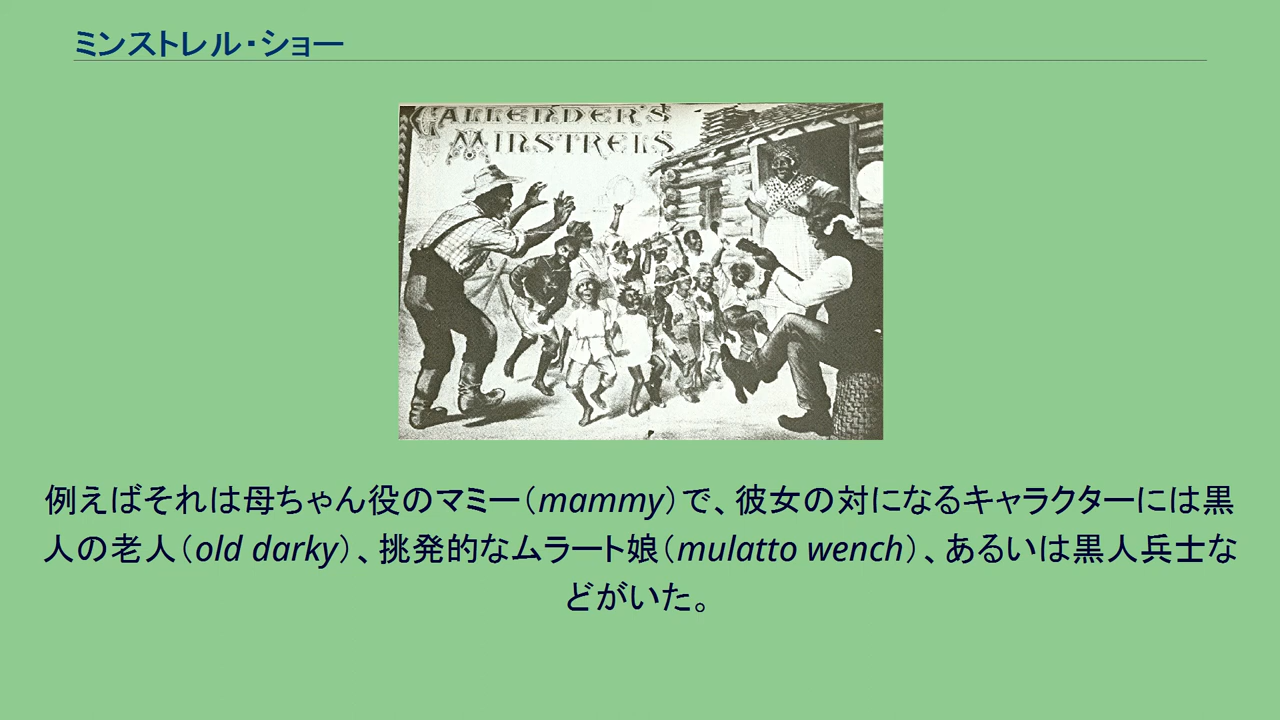 ミンストレル・ショー
CALLENDER'S
MINSTRELS
例えばそれは母ちゃん役のマミー（mammy）で、彼女の対になるキャラクターには黒
人の老人（old darky）、挑発的なムラート娘（mulatto wench）、あるいは黒人兵士な
どがいた。